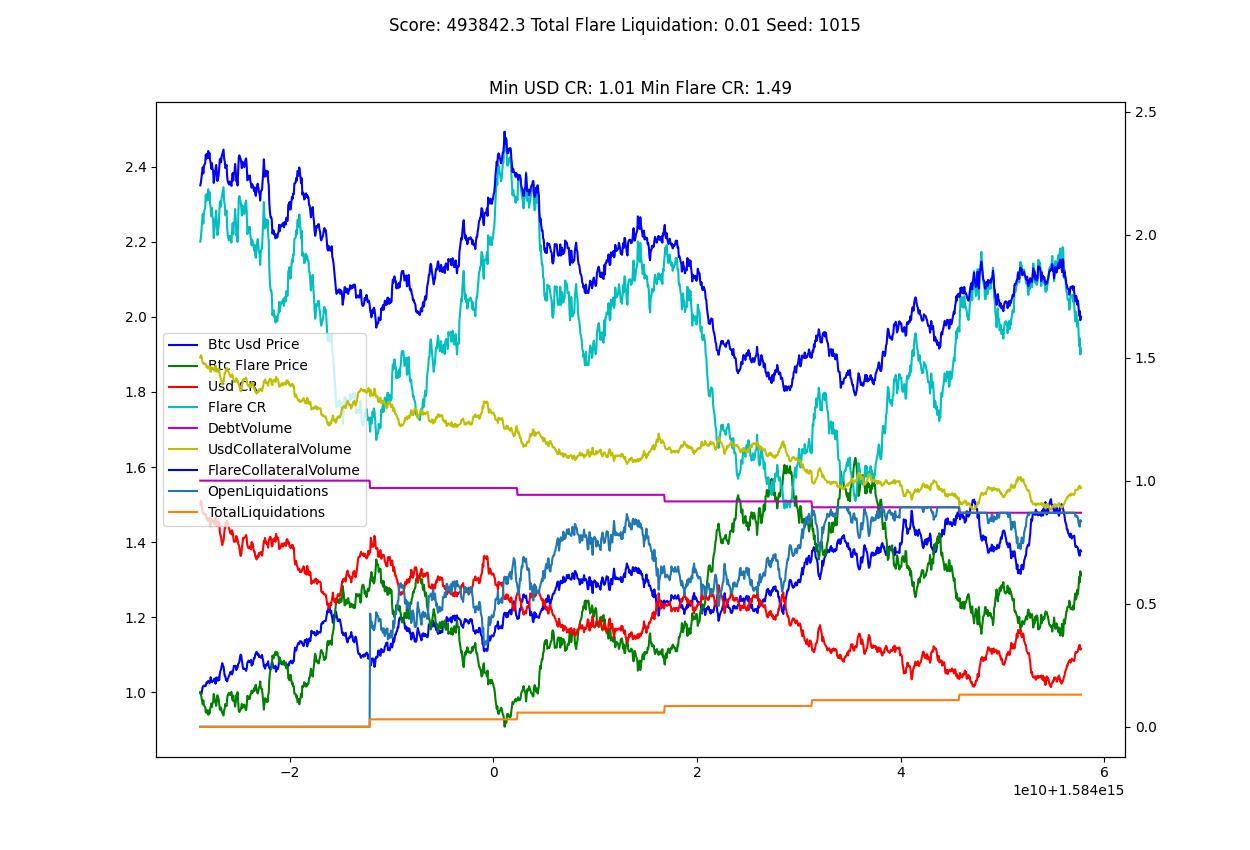 Score: 493842.3 Total Flare Liquidation: 0.01 Seed: 1015
Min USD CR: 1.01 Min Flare CR: 1.49
2.4
2.2
2.0
1.8
1.6
1.4
1.2
1.0
2.5
2.0
1.5
1.0
0.5
0.0
Btc Usd Price
Btc Flare Price
Usd CR
Flare CR
DebtVolume
UsdCollateralVolume
FlareCollateralVolume
OpenLiquidations
TotalLiquidations
−2 0 2 4 6
1e10+1.584e15